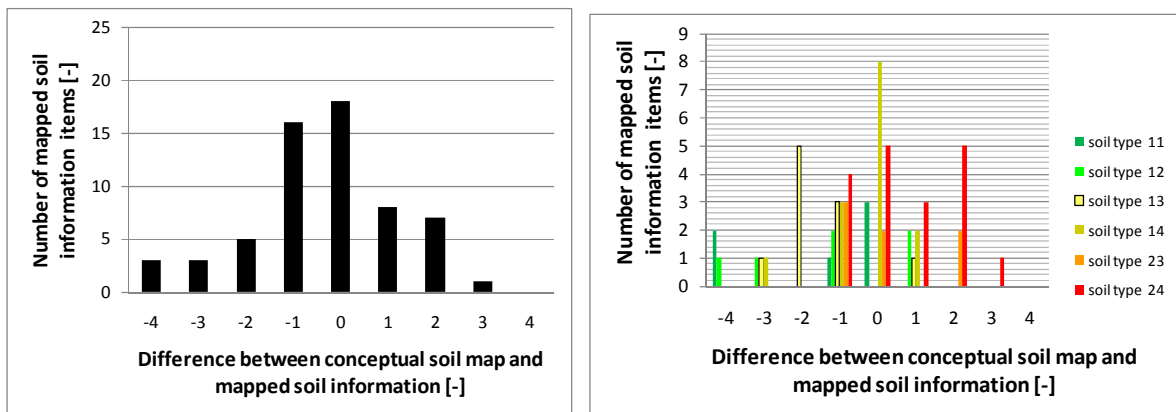 25
20
15
10
5
0
Number of mapped soil
information items [-]
-4 -3 -2 -1 0 1 2 3 4
Difference between conceptual soil map and
mapped soil information [-]
9
8
7
6
5
4
3
2
1
0
Number of mapped soil
information items [-]
-4 -3 -2 -1 0 1 2 3 4
Difference between conceptual soil map and
mapped soil information [-]
soil type 11
soil type 12
soil type 13
soil type 14
soil type 23
soil type 24